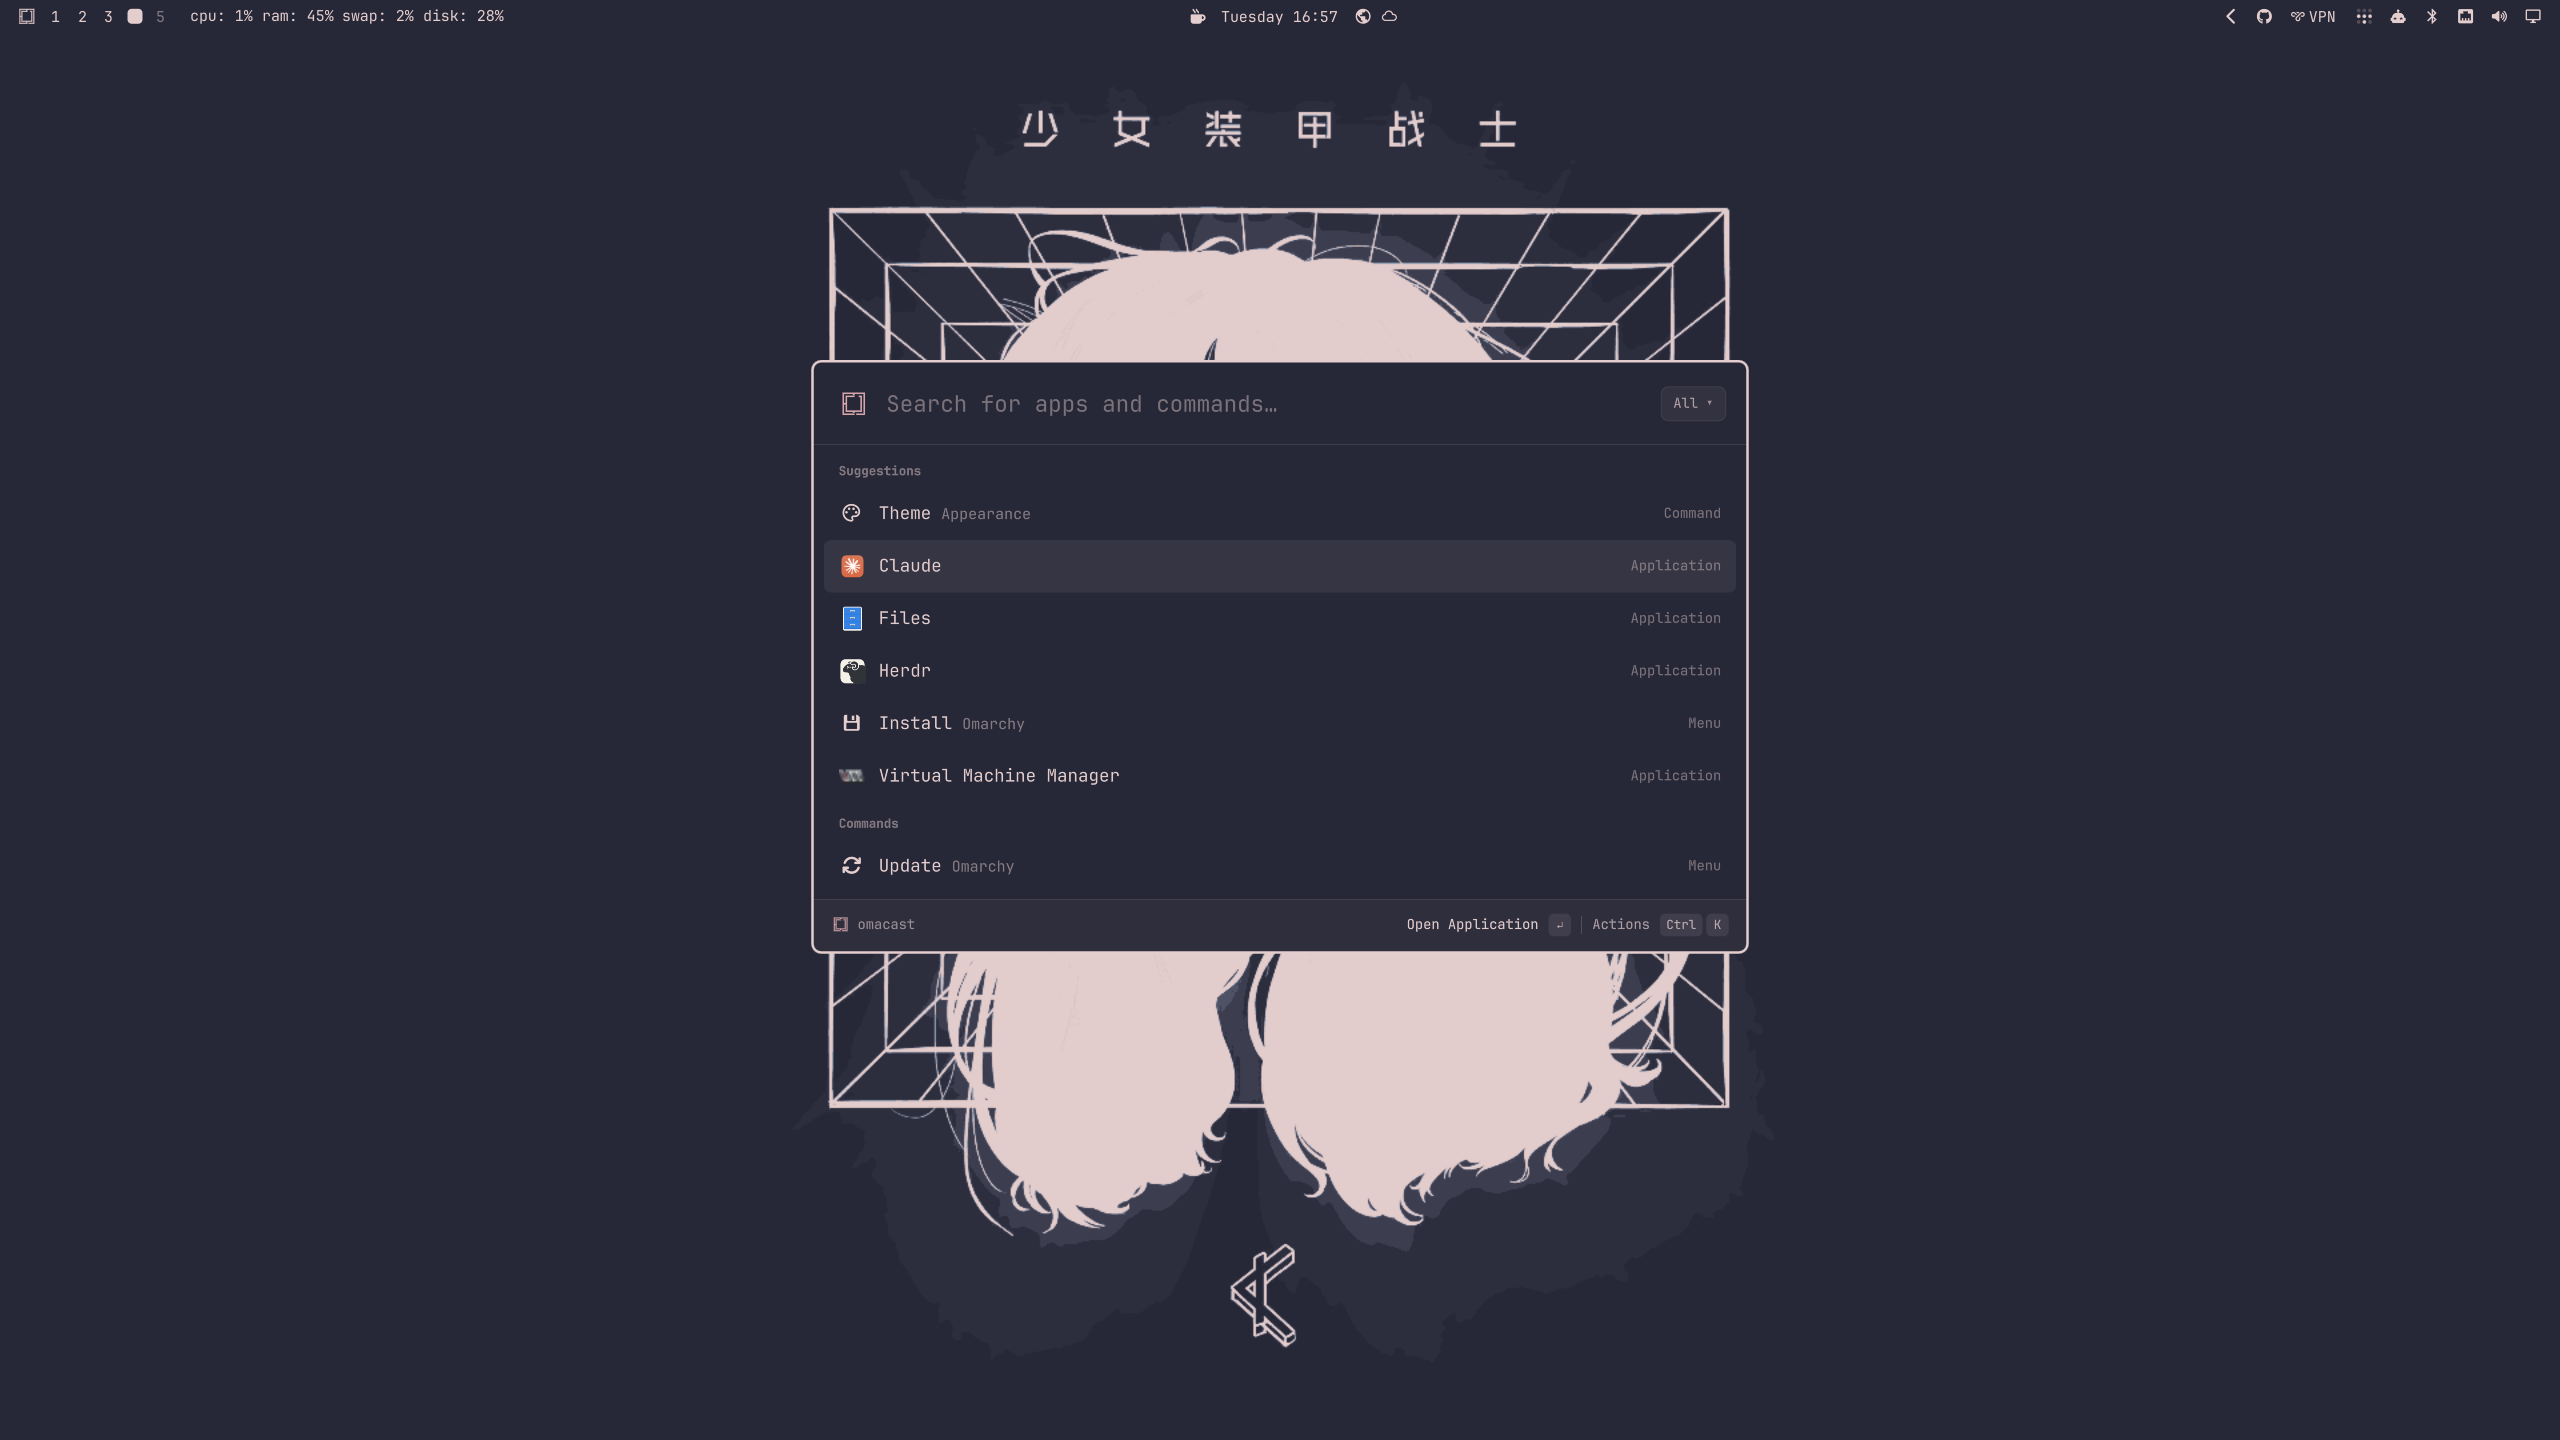 1 2 3 5 cpu: 1% ram: 45% swap: 2% disk: 28% Tuesday 16:57 VPN
少女装甲战士
Search for apps and commands… All
Suggestions
Theme Appearance Command
Claude Application
Files Application
Herdr Application
Install Omarchy Menu
Virtual Machine Manager Application
Commands
Update Omarchy Menu
omacast Open Application Actions Ctrl K